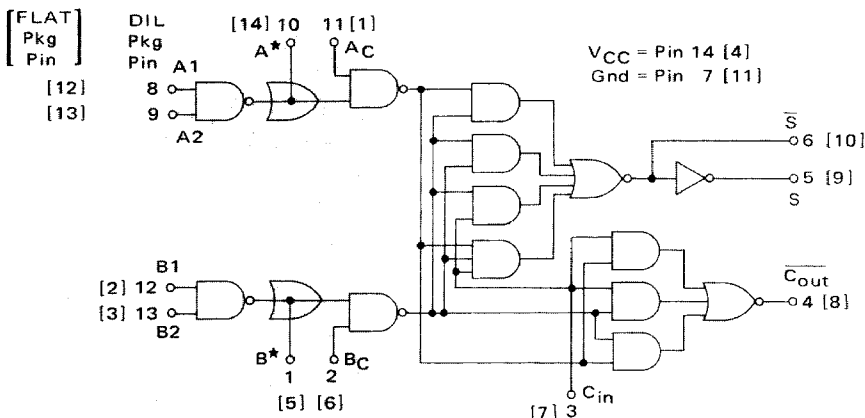 [FLAT Pkg Pin]
DIL Pkg Pin
[14] 10
A*
11 [1]
AC
VCC = Pin 14 [4]
Gnd = Pin 7 [11]
A1
[12] 8
[13] 9
A2
S̅
6 [10]
5 [9]
S
B1
[2] 12
[3] 13
B2
C̅o̅u̅t̅
4 [8]
B*
1
BC
2
[5] [6]
Cin
[7] 3